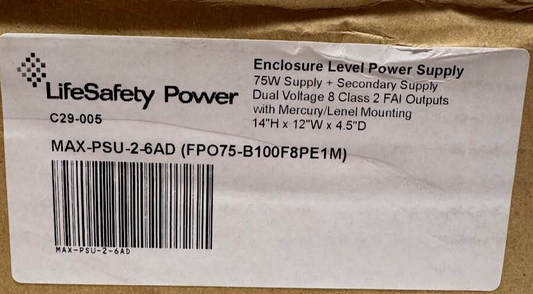 LifeSafety Power
C29-005
Enclosure Level Power Supply
75W Supply + Secondary Supply
Dual Voltage 8 Class 2 FAI Outputs
with Mercury/Lenel Mounting
14"H x 12"W x 4.5"D
MAX-PSU-2-6AD (FPO75-B100F8PE1M)
MAX-PSU-2-6AD